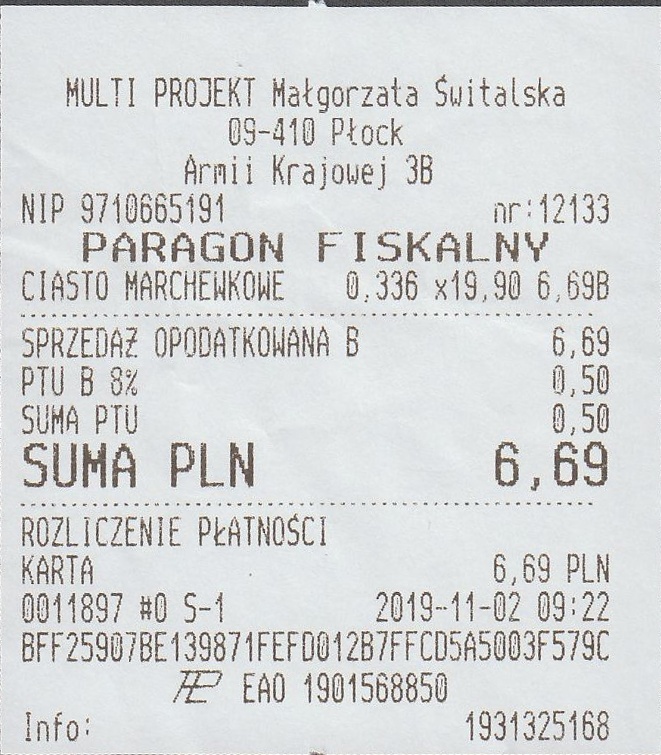 MULTI PROJEKT Małgorzata Świtalska
09-410 Płock
Armii Krajowej 3B
NIP 9710665191 nr:12133
PARAGON FISKALNY
CIASTO MARCHEWKOWE 0,336 x19,90 6,69B
SPRZEDAŻ OPODATKOWANA B 6,69
PTU B 8% 0,50
SUMA PTU 0,50
SUMA PLN 6,69
ROZLICZENIE PŁATNOŚCI
KARTA 6,69 PLN
0011897 #0 S-1 2019-11-02 09:22
BFF25907BE139871FEFD012B7FFCD5A5003F579C
EAO 1901568850
Info: 1931325168